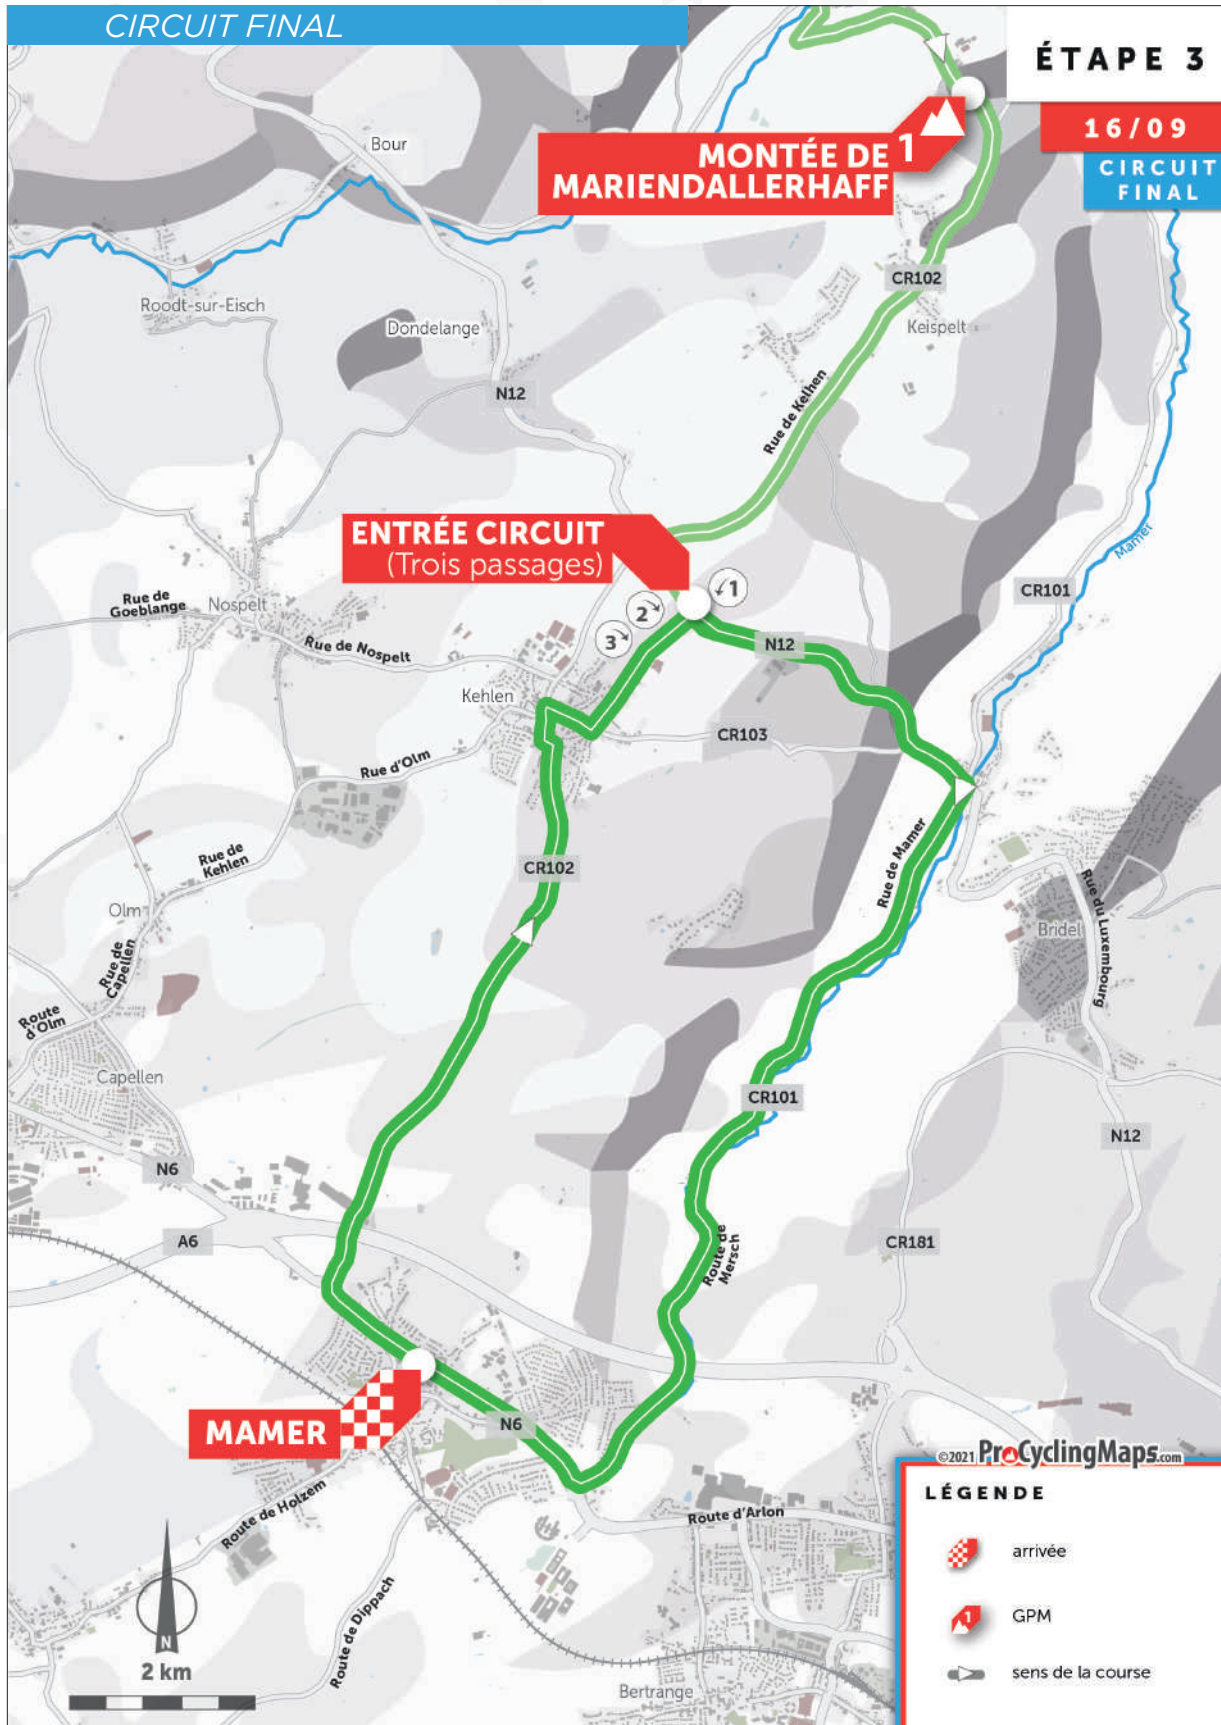 CIRCUIT FINAL
ÉTAPE 3
16/09
CIRCUIT
FINAL
1
MONTÉE DE
MARIENDALLERHAFF
Bour
CR102
Roodt-sur-Eisch
Dondelange
Keispelt
N12
Rue de Kelhen
ENTRÉE CIRCUIT
(Trois passages)
Mamer
1
2
3
CR101
Rue de
Goeblange
Nospelt
Rue de Nospelt
N12
Kehlen
CR103
Rue d'Olm
Rue de Mamer
Rue de
Kehlen
CR102
Rue du Luxembourg
Olm
Bridel
Rue de
Capellen
Route
d'Olm
Capellen
CR101
N12
N6
A6
CR181
Route de
Mersch
MAMER
N6
©2021 ProCyclingMaps.com
LÉGENDE
Route de Holzem
Route d'Arlon
arrivée
1
GPM
Route de Dippach
N
2 km
sens de la course
Bertrange